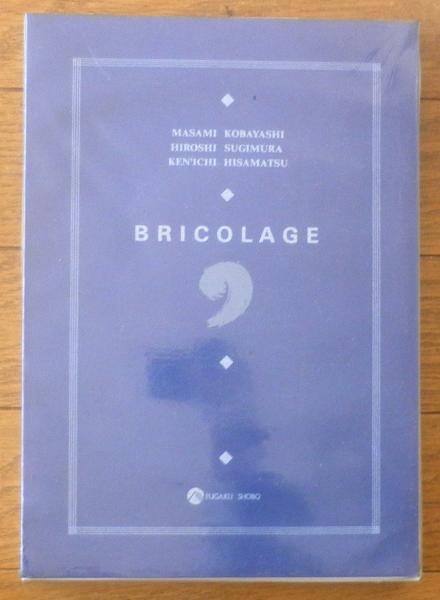 MASAMI KOBAYASHI
HIROSHI SUGIMURA
KEN'ICHI HISAMATSU
BRICOLAGE
FUGAKU SHOBO